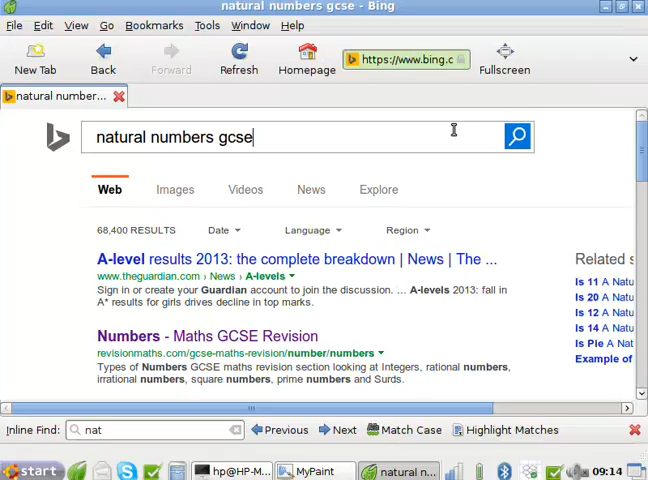 natural numbers gcse - Bing
File Edit View Go Bookmarks Tools Window Help
New Tab Back Forward Refresh Homepage https://www.bing.c Fullscreen
natural number...
natural numbers gcse
Web Images Videos News Explore
68,400 RESULTS Date Language Region
A-level results 2013: the complete breakdown | News | The ...
www.theguardian.com › News › A-levels
Sign in or create your Guardian account to join the discussion. ... A-levels 2013: fall in
A* results for girls drives decline in top marks.
Numbers - Maths GCSE Revision
revisionmaths.com/gcse-maths-revision/number/numbers
Types of Numbers GCSE maths revision section looking at Integers, rational numbers,
irrational numbers, square numbers, prime numbers and Surds.
Related s
Is 11 A Natu
Is 20 A Natu
Is 12 A Natu
Is 14 A Natu
Is Pie A Natu
Example of
Inline Find: nat Previous Next Match Case Highlight Matches
start hp@HP-M... MyPaint natural n... 09:14